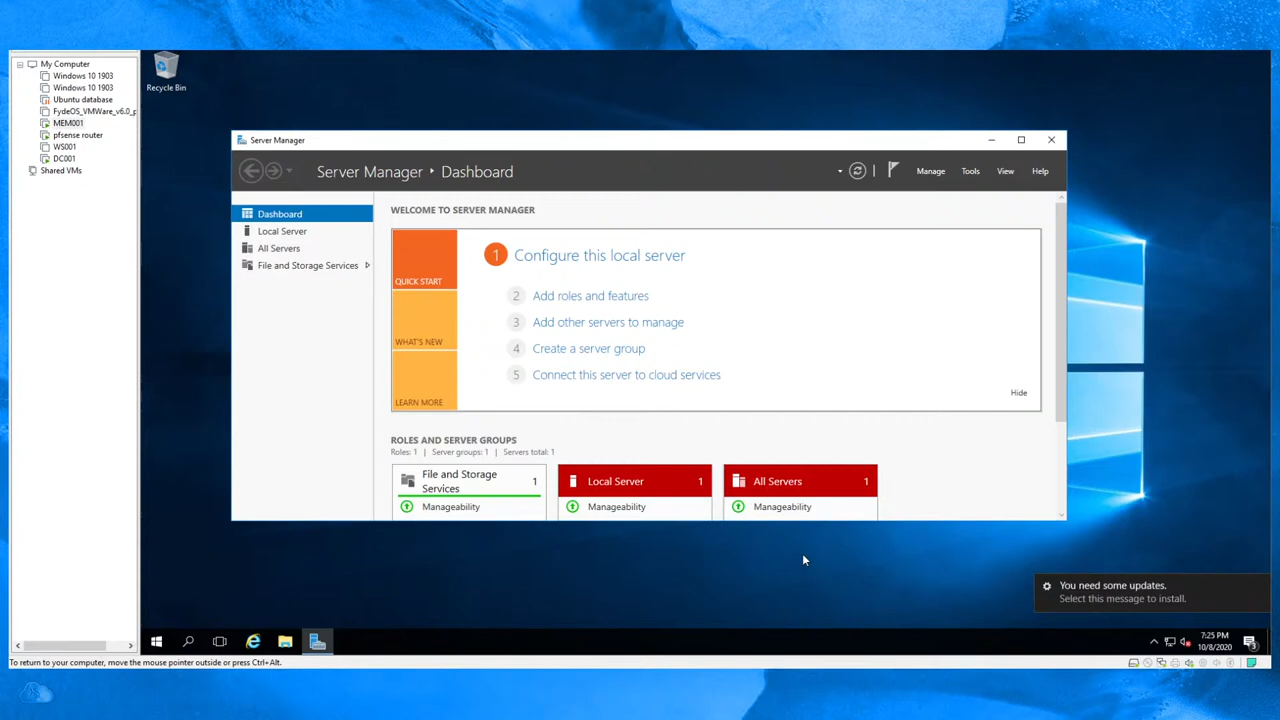 My Computer
Windows 10 1903
Windows 10 1903
Ubuntu database
FydeOS_VMWare_v6.0_p
MEM001
pfsense router
WS001
DC001
Shared VMs
Recycle Bin
Server Manager
Server Manager Dashboard
Manage Tools View Help
Dashboard
Local Server
All Servers
File and Storage Services
WELCOME TO SERVER MANAGER
QUICK START
WHAT'S NEW
LEARN MORE
1 Configure this local server
2 Add roles and features
3 Add other servers to manage
4 Create a server group
5 Connect this server to cloud services
Hide
ROLES AND SERVER GROUPS
Roles: 1 | Server groups: 1 | Servers total: 1
File and Storage
Services 1
Manageability
Local Server 1
Manageability
All Servers 1
Manageability
You need some updates.
Select this message to install.
7:25 PM
10/8/2020
3
To return to your computer, move the mouse pointer outside or press Ctrl+Alt.